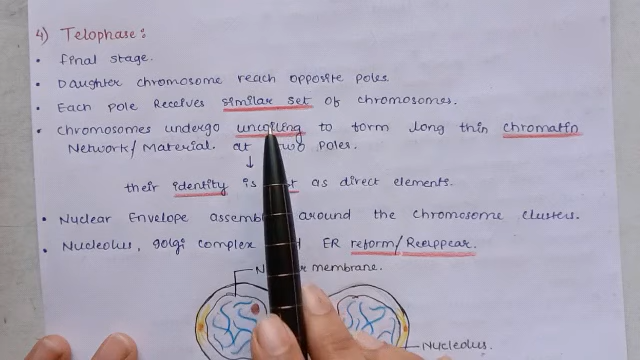 4) Telophase:
• final stage.
• Daughter chromosome reach opposite poles.
• Each pole Receives similar set of chromosomes.
• Chromosomes undergo uncoiling to form long thin chromatin
Network/Material at two poles.
↓
their identity is as direct elements.
• Nuclear Envelope assemble around the chromosome clusters.
• Nucleolus, golgi complex and ER reform/Reappear.
membrane.
Nucleolus.